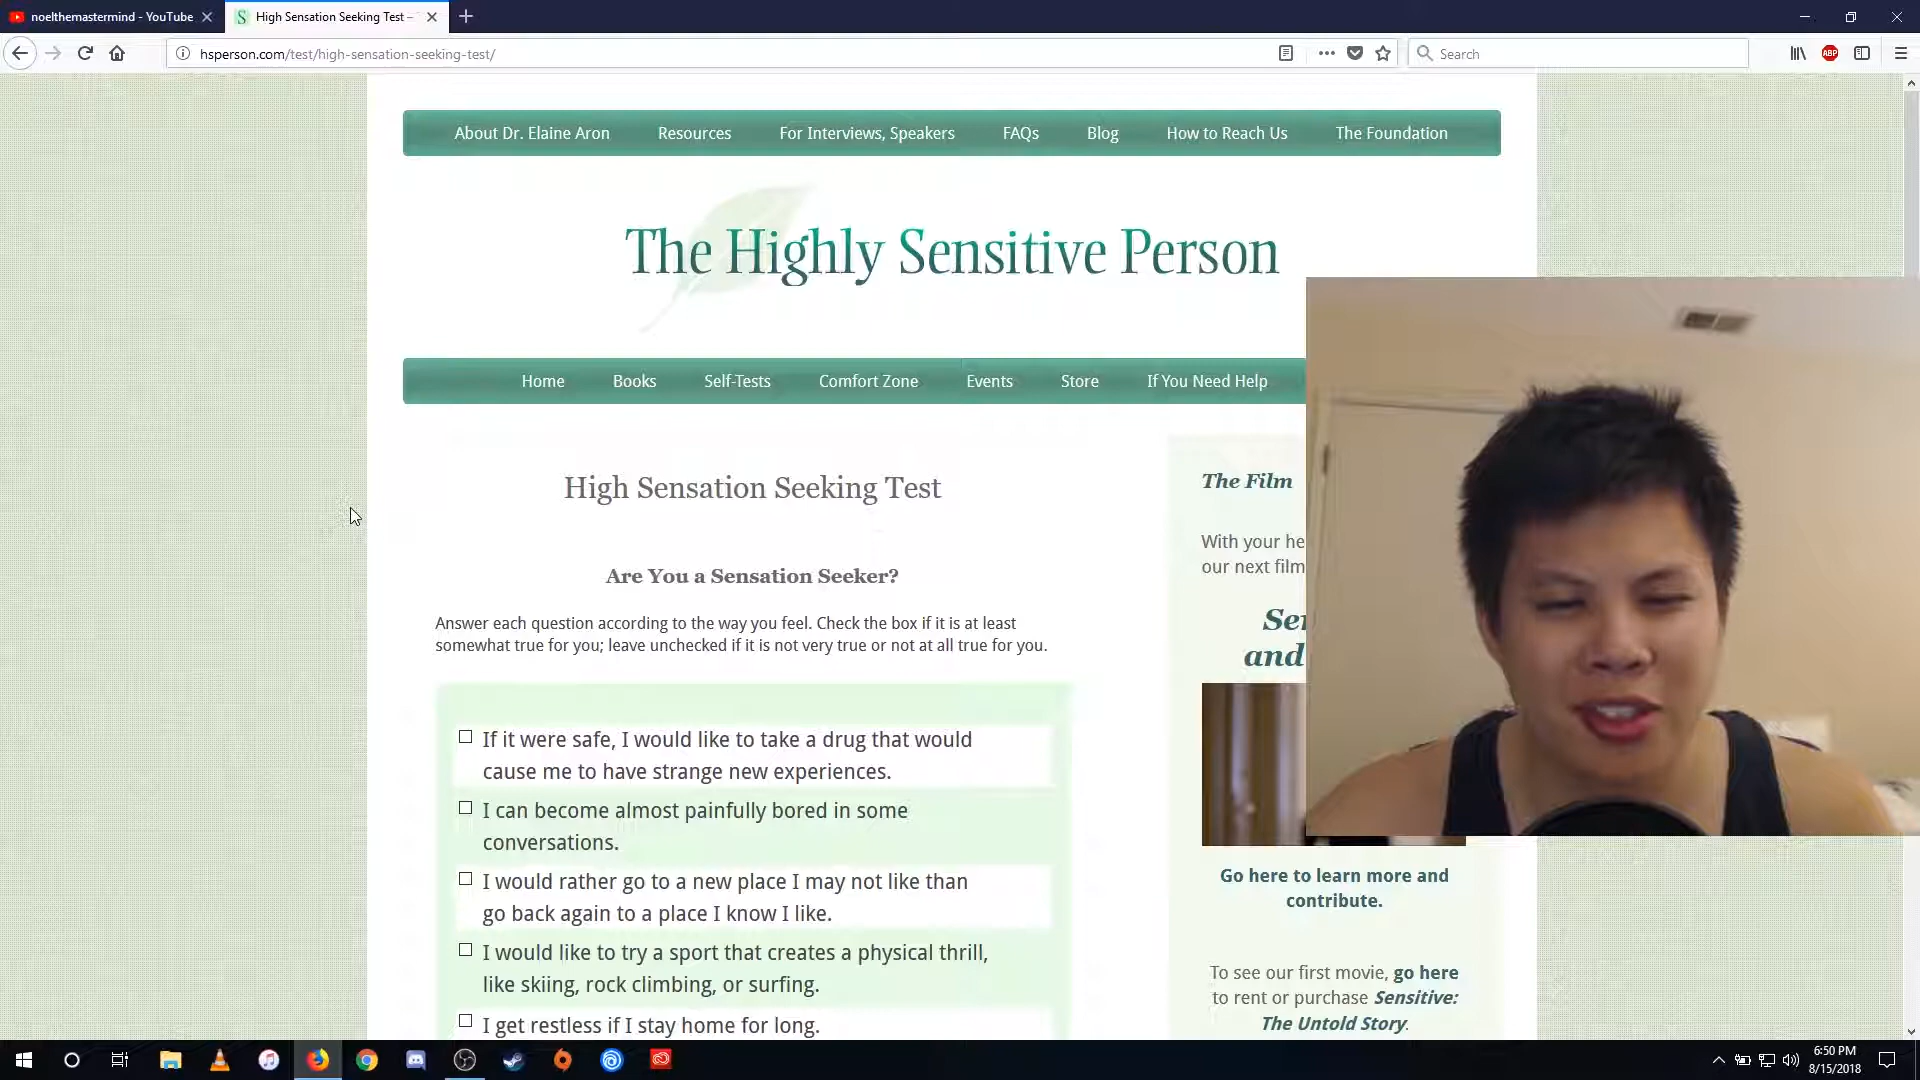 noelthemastermind - YouTube
High Sensation Seeking Test –
hsperson.com/test/high-sensation-seeking-test/
Search
ABP
About Dr. Elaine Aron Resources For Interviews, Speakers FAQs Blog How to Reach Us The Foundation
The Highly Sensitive Person
Home Books Self-Tests Comfort Zone Events Store If You Need Help
High Sensation Seeking Test
Are You a Sensation Seeker?
Answer each question according to the way you feel. Check the box if it is at least
somewhat true for you; leave unchecked if it is not very true or not at all true for you.
If it were safe, I would like to take a drug that would
cause me to have strange new experiences.
I can become almost painfully bored in some
conversations.
I would rather go to a new place I may not like than
go back again to a place I know I like.
I would like to try a sport that creates a physical thrill,
like skiing, rock climbing, or surfing.
I get restless if I stay home for long.
The Film
With your he
our next film
and
Go here to learn more and
contribute.
To see our first movie, go here
to rent or purchase Sensitive:
The Untold Story.
6:50 PM
8/15/2018